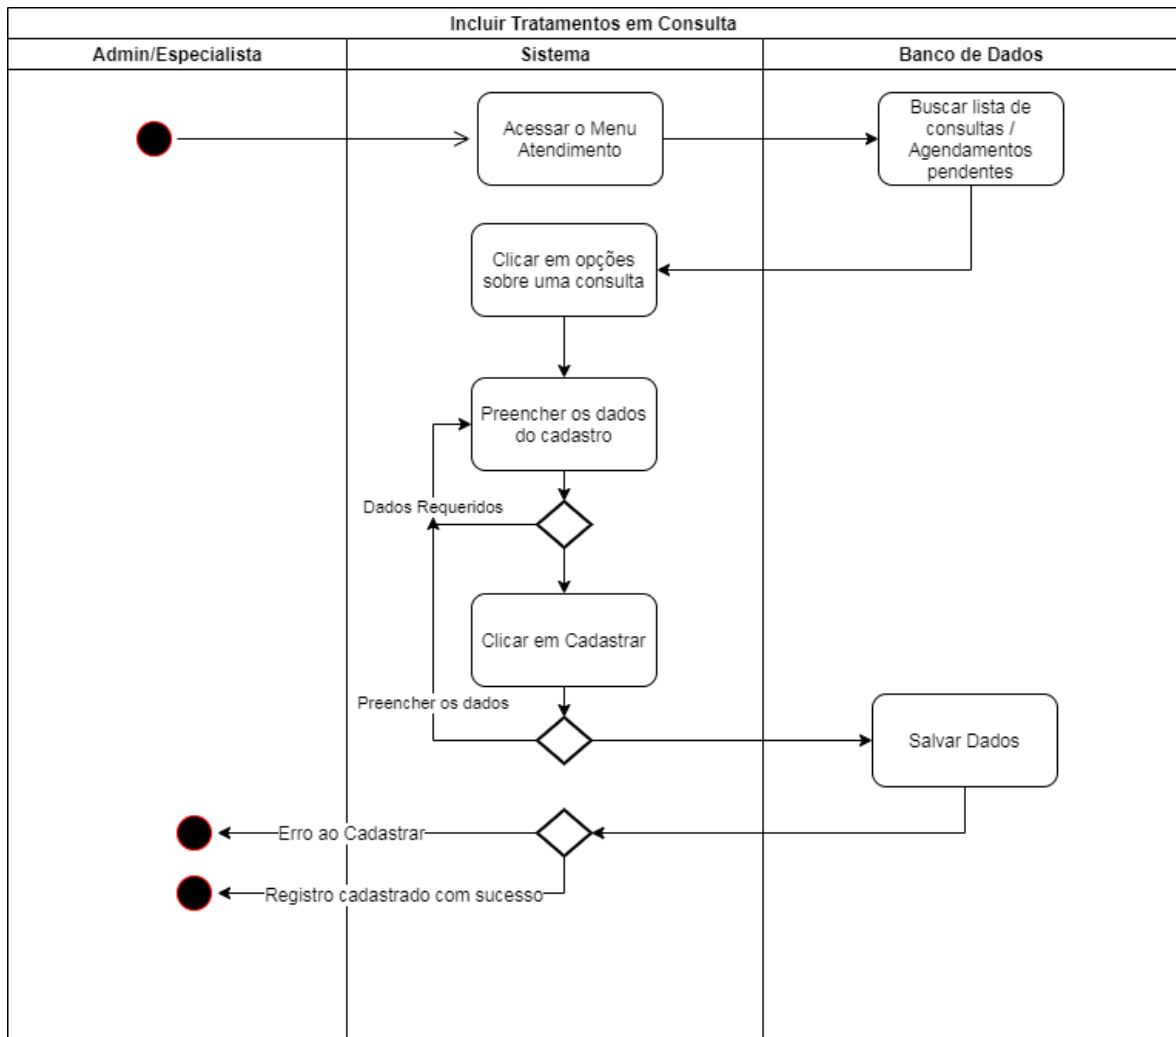 Incluir Tratamentos em Consulta
Admin/Especialista
Sistema
Banco de Dados
Acessar o Menu
Atendimento
Buscar lista de
consultas /
Agendamentos
pendentes
Clicar em opções
sobre uma consulta
Preencher os dados
do cadastro
Dados Requeridos
Clicar em Cadastrar
Preencher os dados
Salvar Dados
Erro ao Cadastrar
Registro cadastrado com sucesso